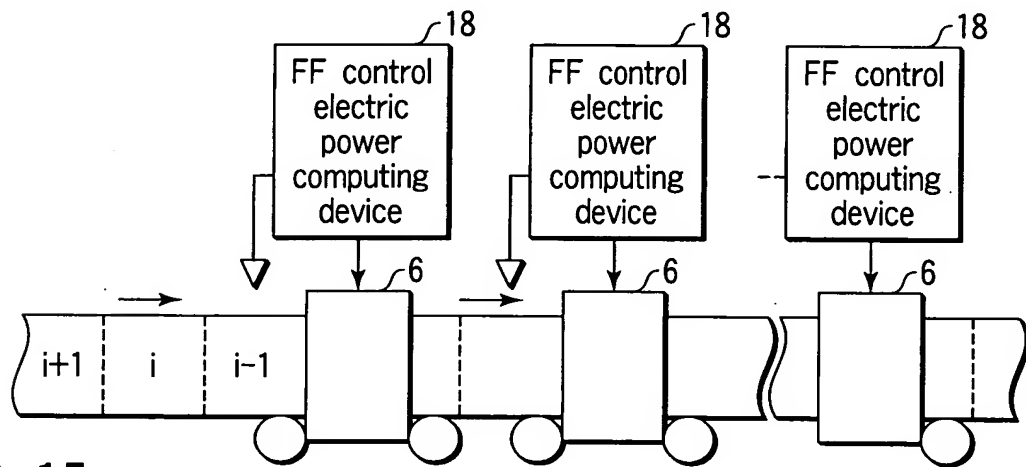 18
FF control
electric
power
computing
device
18
FF control
electric
power
computing
device
18
FF control
electric
power
computing
device
6
6
6
i+1
i
i-1